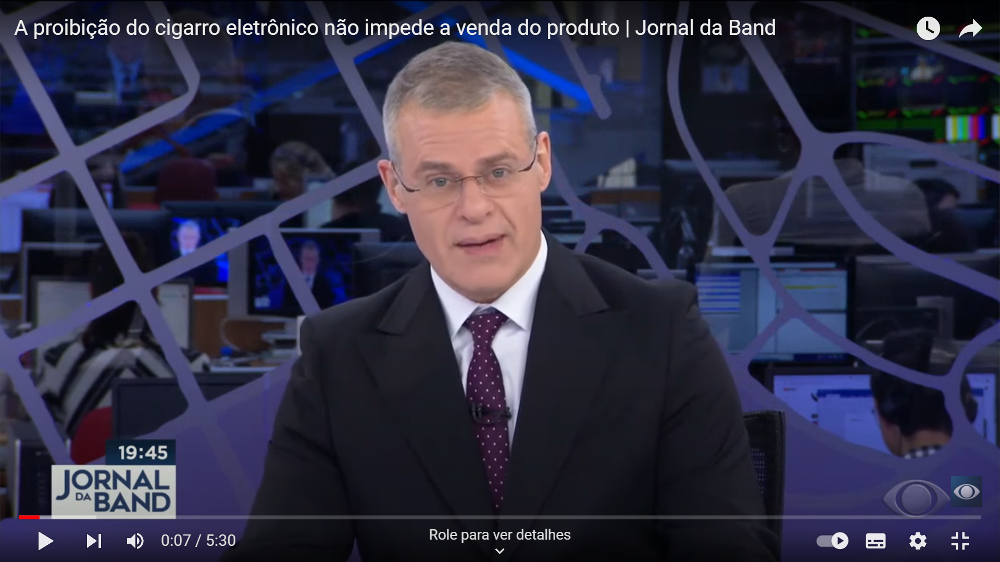 A proibição do cigarro eletrônico não impede a venda do produto | Jornal da Band
19:45
JORNAL
DA BAND
0:07 / 5:30
Role para ver detalhes